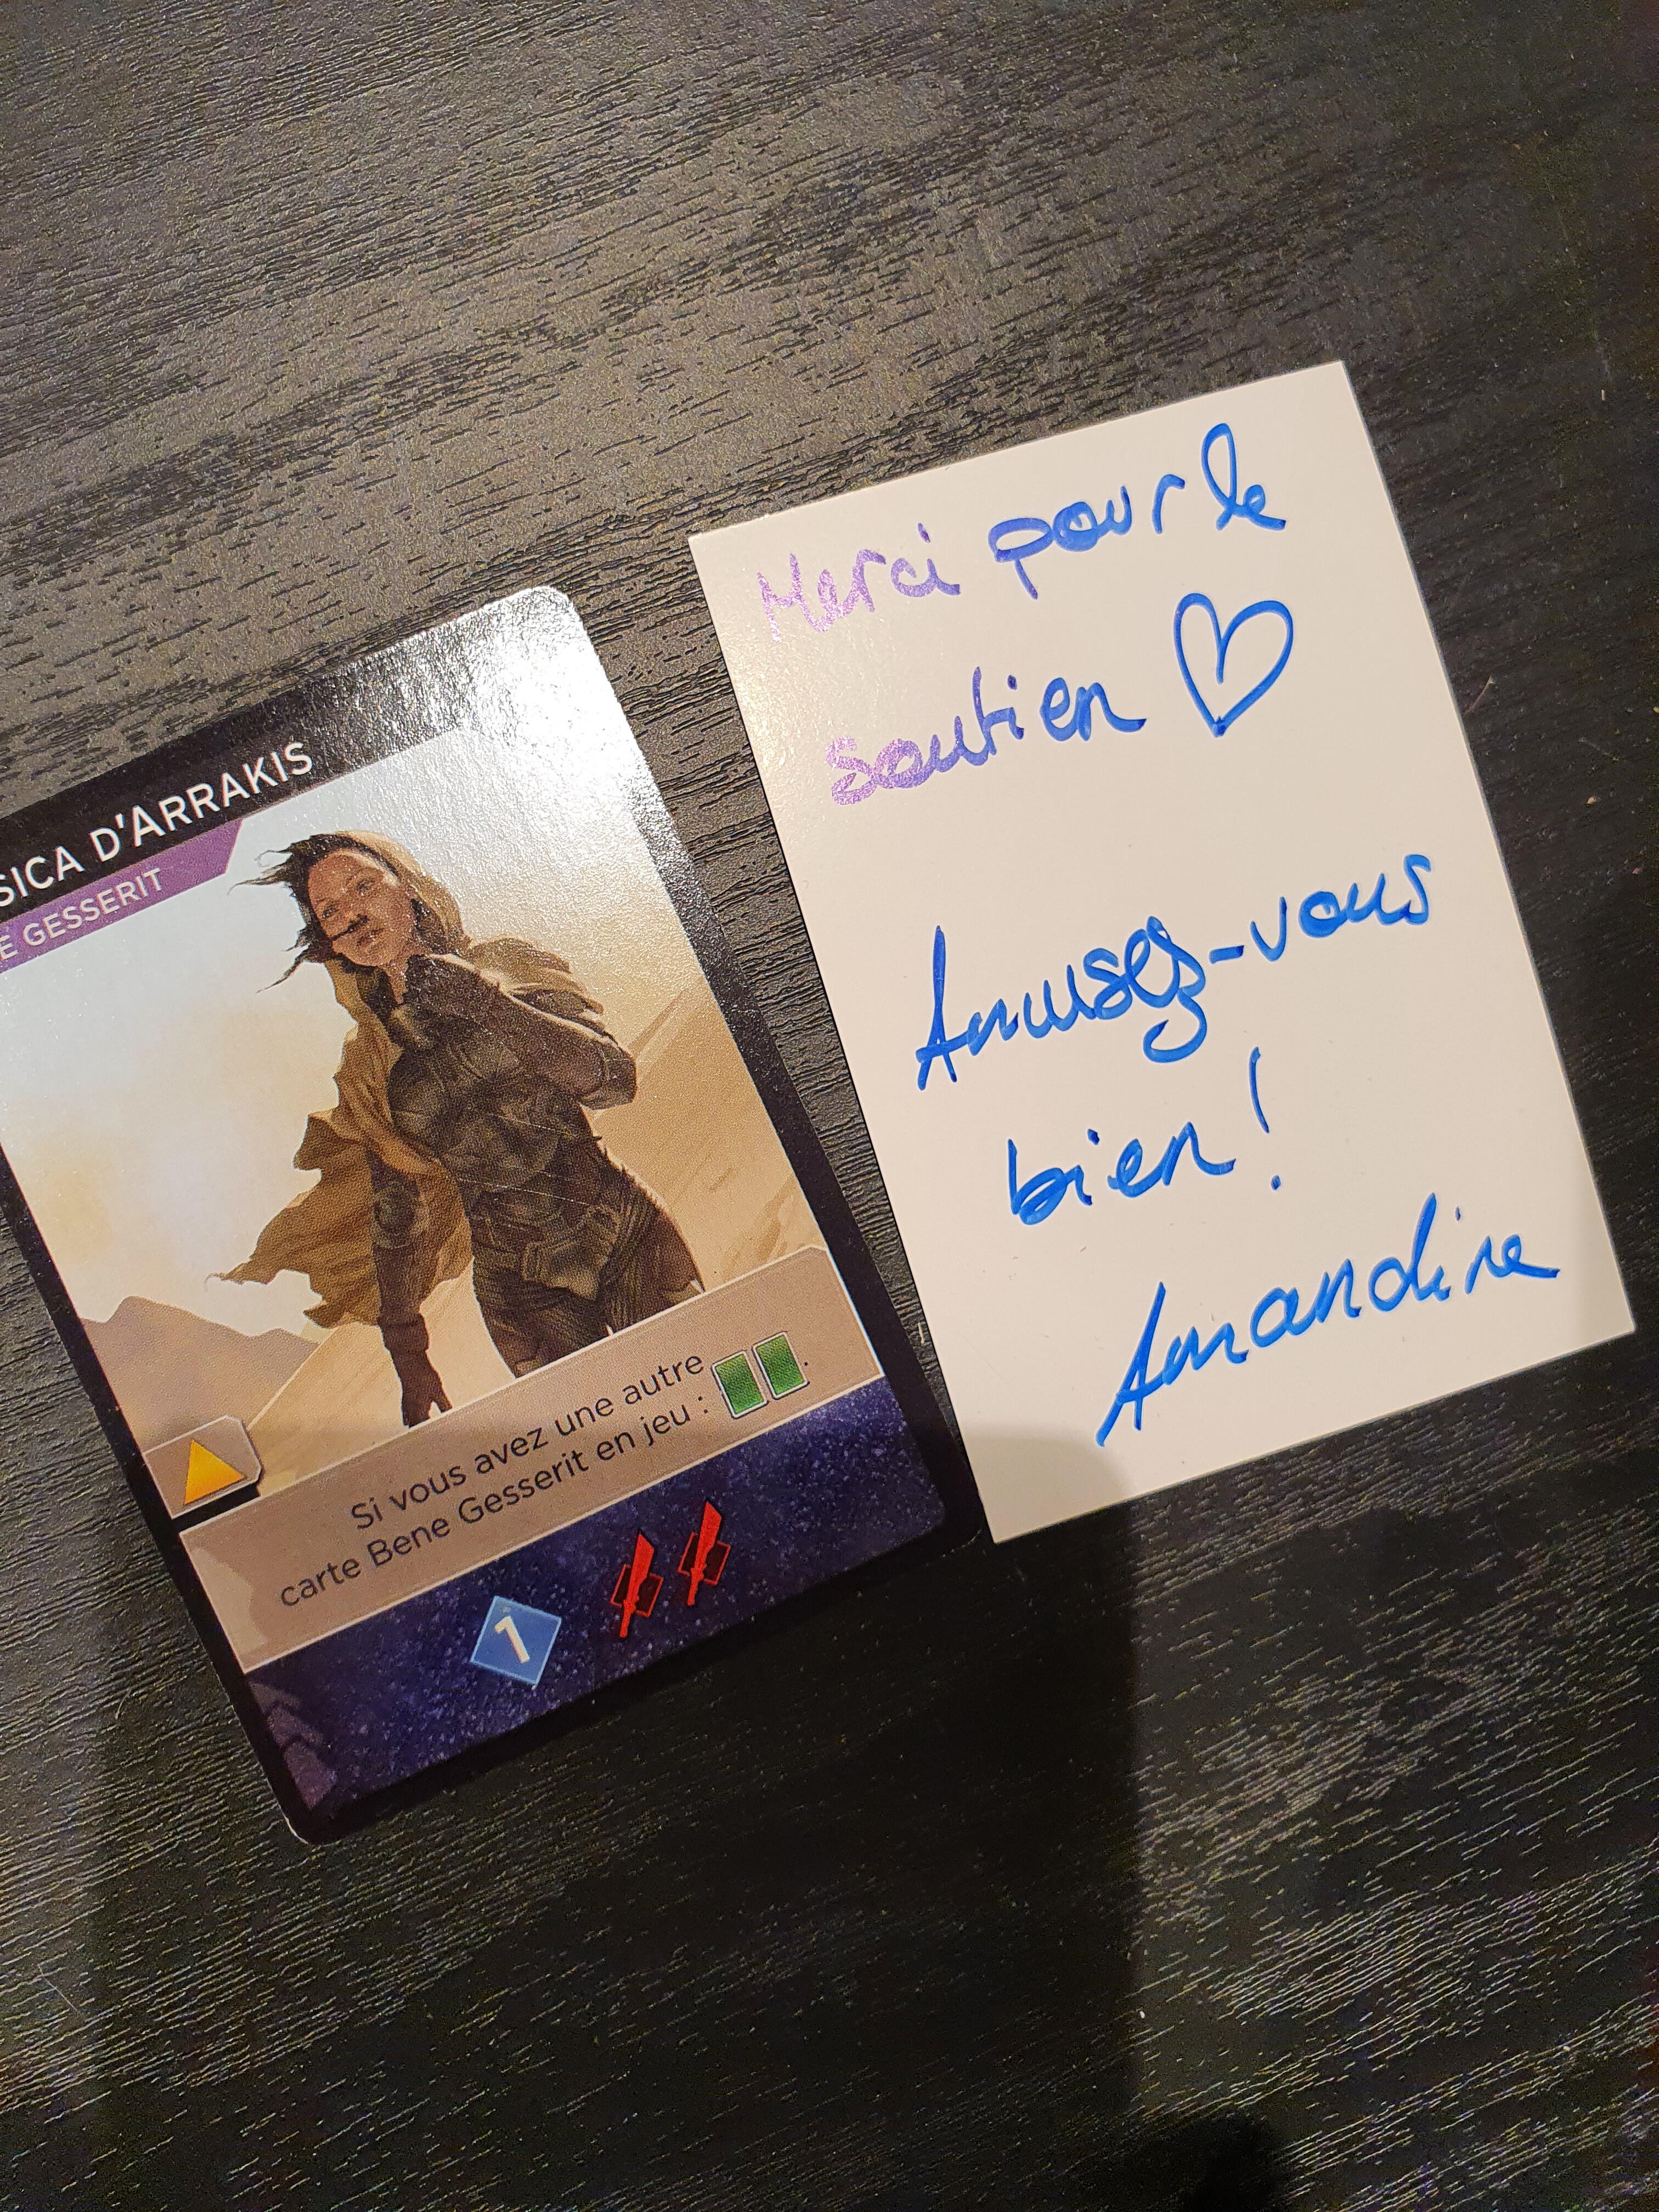 SICA D'ARRAKIS
E GESSERIT
Si vous avez une autre
carte Bene Gesserit en jeu :
1
Merci pour le
soutien
Amusez-vous
bien !
Amandine